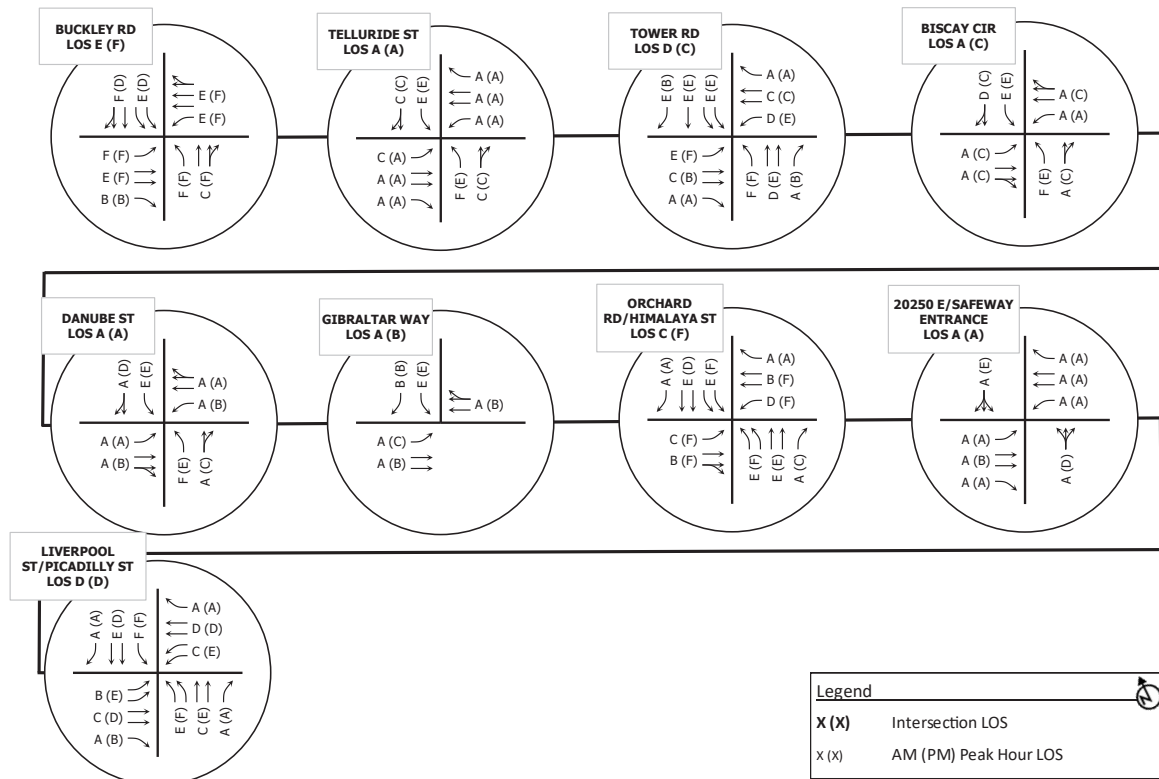 BUCKLEY RD
LOS E (F)
F (D)
E (D)
E (F)
E (F)
F (F)
E (F)
B (B)
F (F)
C (F)
TELLURIDE ST
LOS A (A)
C (C)
E (E)
A (A)
A (A)
A (A)
C (A)
A (A)
A (A)
F (E)
C (C)
TOWER RD
LOS D (C)
E (B)
E (E)
E (E)
A (A)
C (C)
D (E)
E (F)
C (B)
A (A)
F (F)
D (E)
A (B)
BISCAY CIR
LOS A (C)
D (C)
E (E)
A (C)
A (A)
A (C)
A (C)
F (E)
A (C)
DANUBE ST
LOS A (A)
A (D)
E (E)
A (A)
A (B)
A (A)
A (B)
F (E)
A (C)
GIBRALTAR WAY
LOS A (B)
B (B)
E (E)
A (B)
A (C)
A (B)
ORCHARD
RD/HIMALAYA ST
LOS C (F)
A (A)
E (D)
E (F)
A (A)
B (F)
D (F)
C (F)
B (F)
E (F)
E (E)
A (C)
20250 E/SAFEWAY
ENTRANCE
LOS A (A)
A (E)
A (A)
A (A)
A (A)
A (A)
A (B)
A (A)
A (D)
LIVERPOOL
ST/PICADILLY ST
LOS D (D)
A (A)
E (D)
F (F)
A (A)
D (D)
C (E)
B (E)
C (D)
A (B)
E (F)
C (E)
A (A)
Legend
N
X (X) Intersection LOS
X (X) AM (PM) Peak Hour LOS